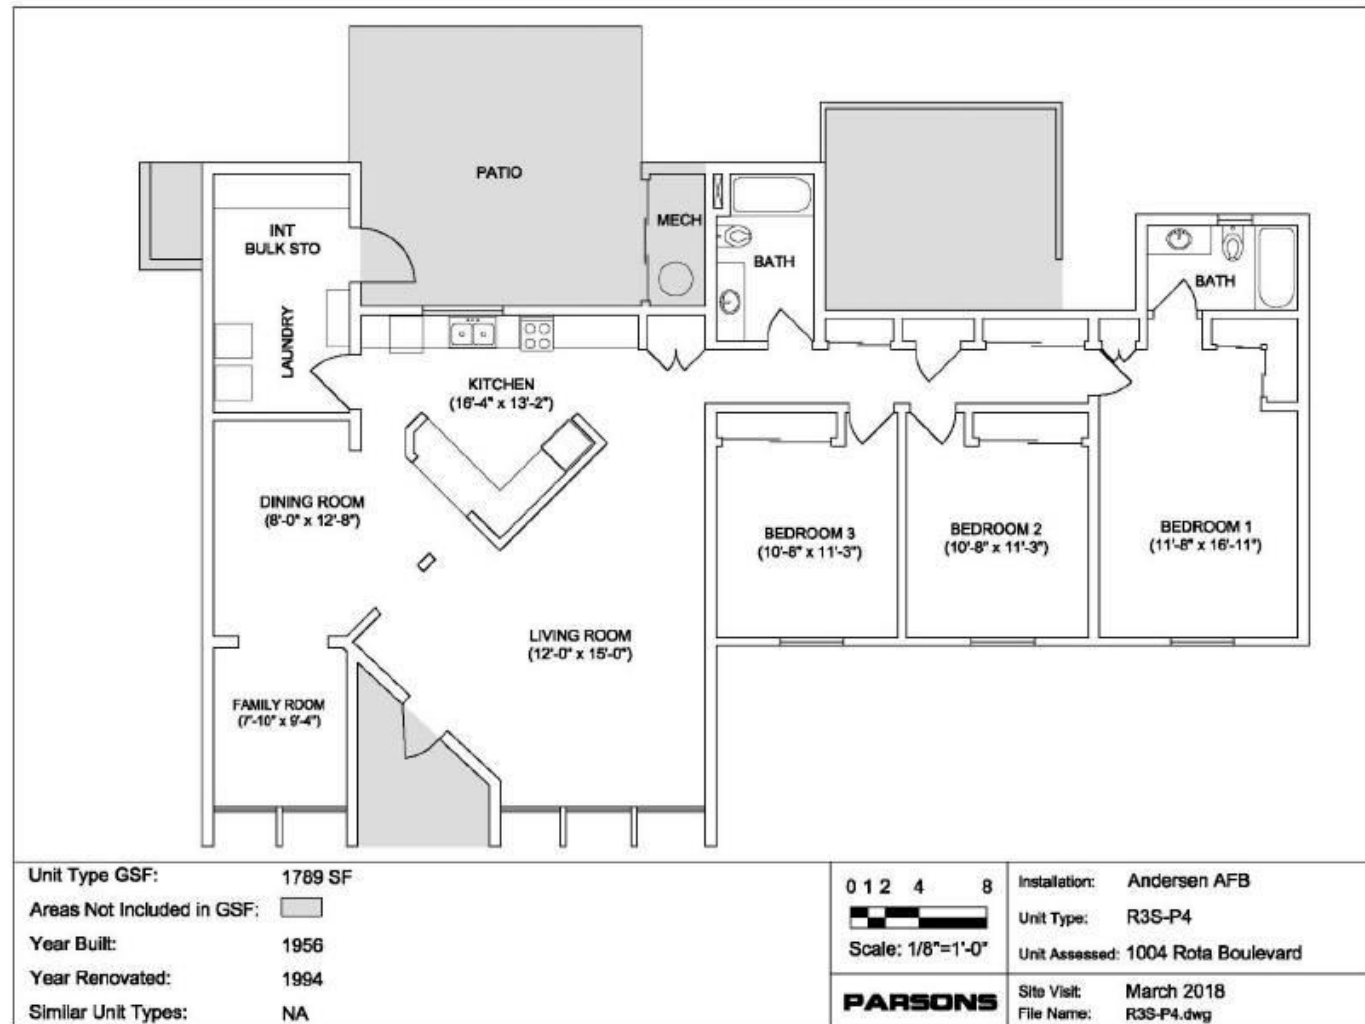 PATIO
MECH
INT
BULK STO
BATH
BATH
LAUNDRY
KITCHEN
(16'-4" x 13'-2")
DINING ROOM
(8'-0" x 12'-8")
BEDROOM 3
(10'-8" x 11'-3")
BEDROOM 2
(10'-8" x 11'-3")
BEDROOM 1
(11'-8" x 16'-11")
LIVING ROOM
(12'-0" x 15'-0")
FAMILY ROOM
(7'-10" x 9'-4")
Unit Type GSF: 1789 SF
Areas Not Included in GSF:
Year Built: 1956
Year Renovated: 1994
Similar Unit Types: NA
0 1 2 4 8
Scale: 1/8"=1'-0"
PARSONS
Installation: Andersen AFB
Unit Type: R3S-P4
Unit Assessed: 1004 Rota Boulevard
Site Visit: March 2018
File Name: R3S-P4.dwg